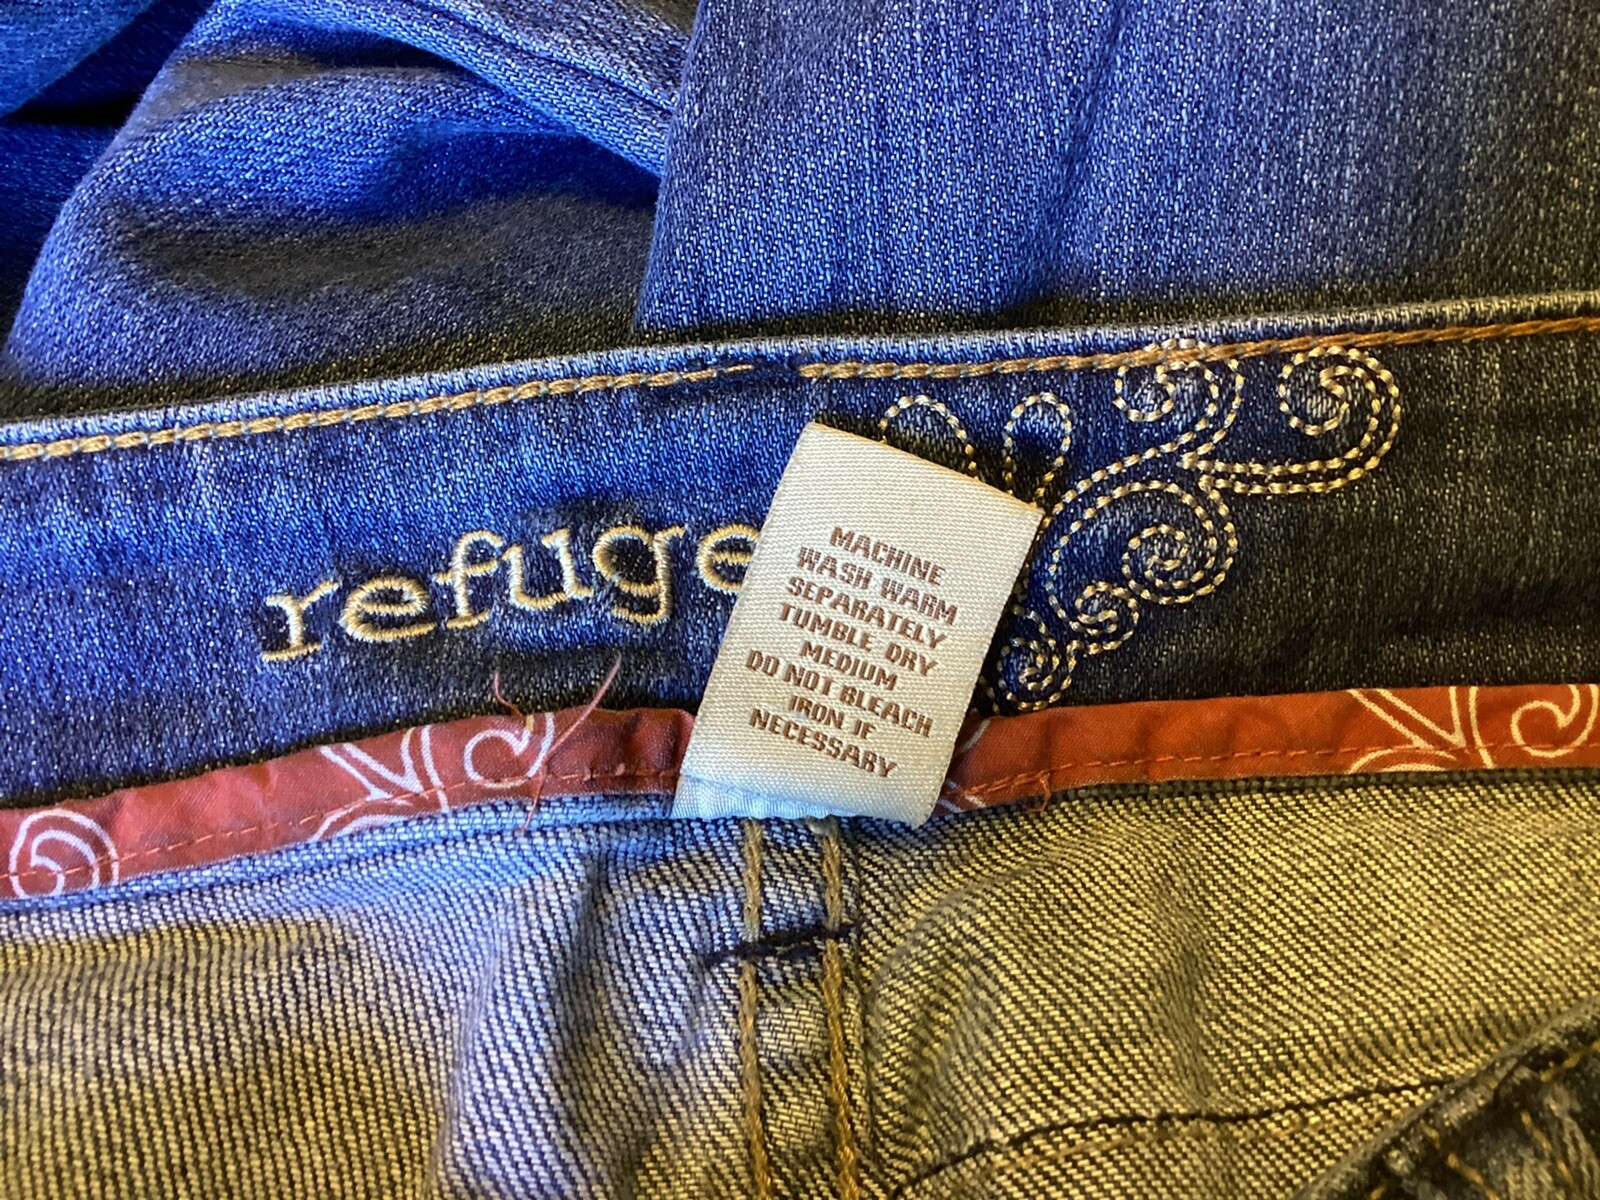 refuge
MACHINE
WASH WARM
SEPARATELY
TUMBLE DRY
MEDIUM
DO NOT BLEACH
IRON IF
NECESSARY